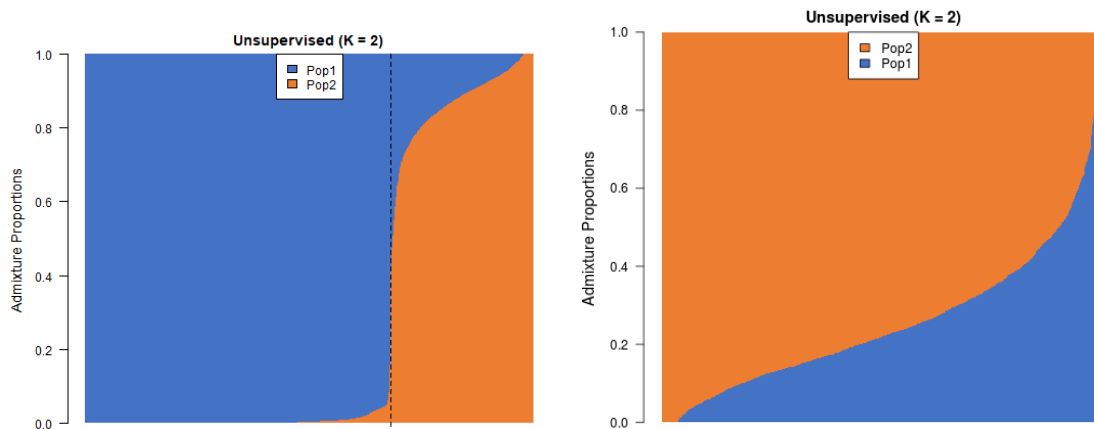 Unsupervised (K = 2)
Pop1
Pop2
Admixture Proportions
1.0
0.8
0.6
0.4
0.2
0.0
Unsupervised (K = 2)
Pop2
Pop1
Admixture Proportions
1.0
0.8
0.6
0.4
0.2
0.0